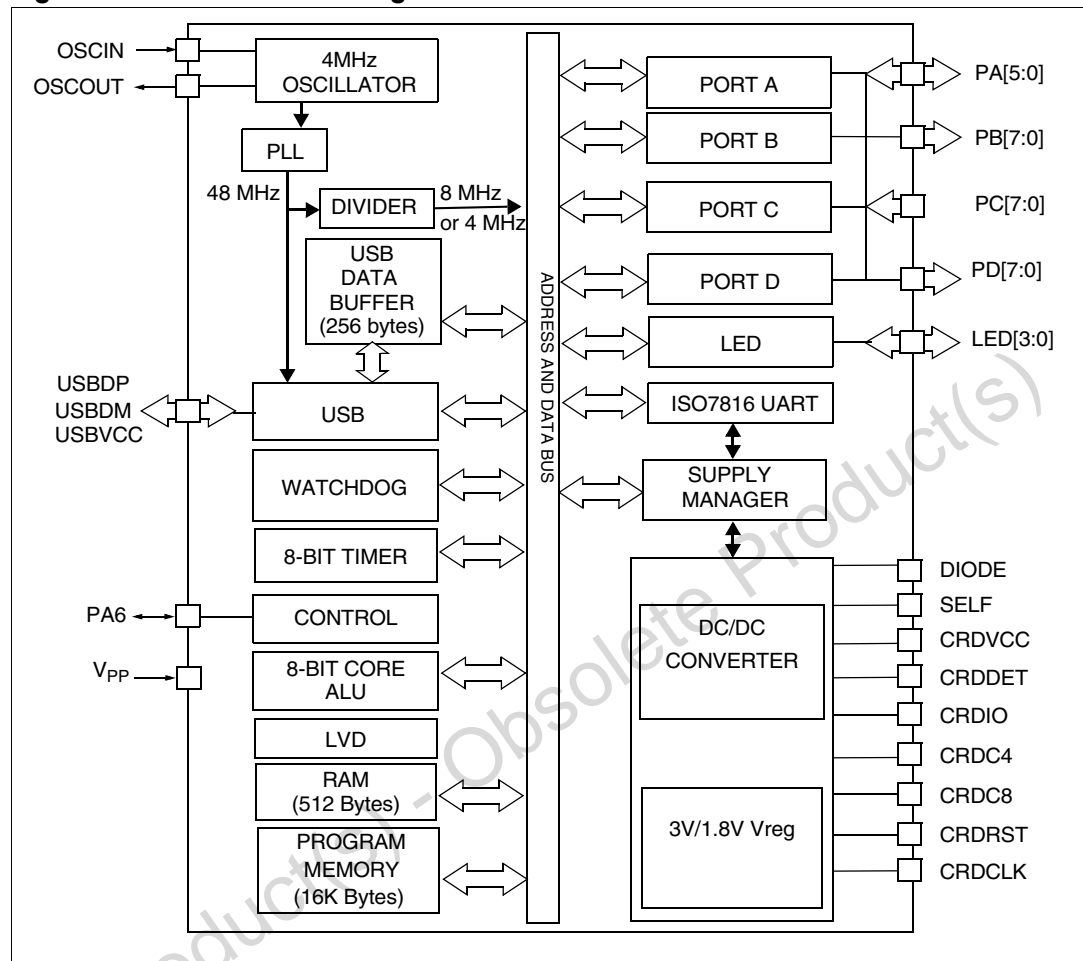 OSCIN
OSCOUT
4MHz
OSCILLATOR
PLL
48 MHz
DIVIDER
8 MHz
or 4 MHz
USB
DATA
BUFFER
(256 bytes)
USBDP
USBDM
USBVCC
USB
WATCHDOG
8-BIT TIMER
PA6
CONTROL
VPP
8-BIT CORE
ALU
LVD
RAM
(512 Bytes)
PROGRAM
MEMORY
(16K Bytes)
ADDRESS AND DATA BUS
PORT A
PA[5:0]
PORT B
PB[7:0]
PORT C
PC[7:0]
PORT D
PD[7:0]
LED
LED[3:0]
ISO7816 UART
SUPPLY
MANAGER
DC/DC
CONVERTER
3V/1.8V Vreg
DIODE
SELF
CRDVCC
CRDDET
CRDIO
CRDC4
CRDC8
CRDRST
CRDCLK
oduct(s) - Obsolete Product(s)